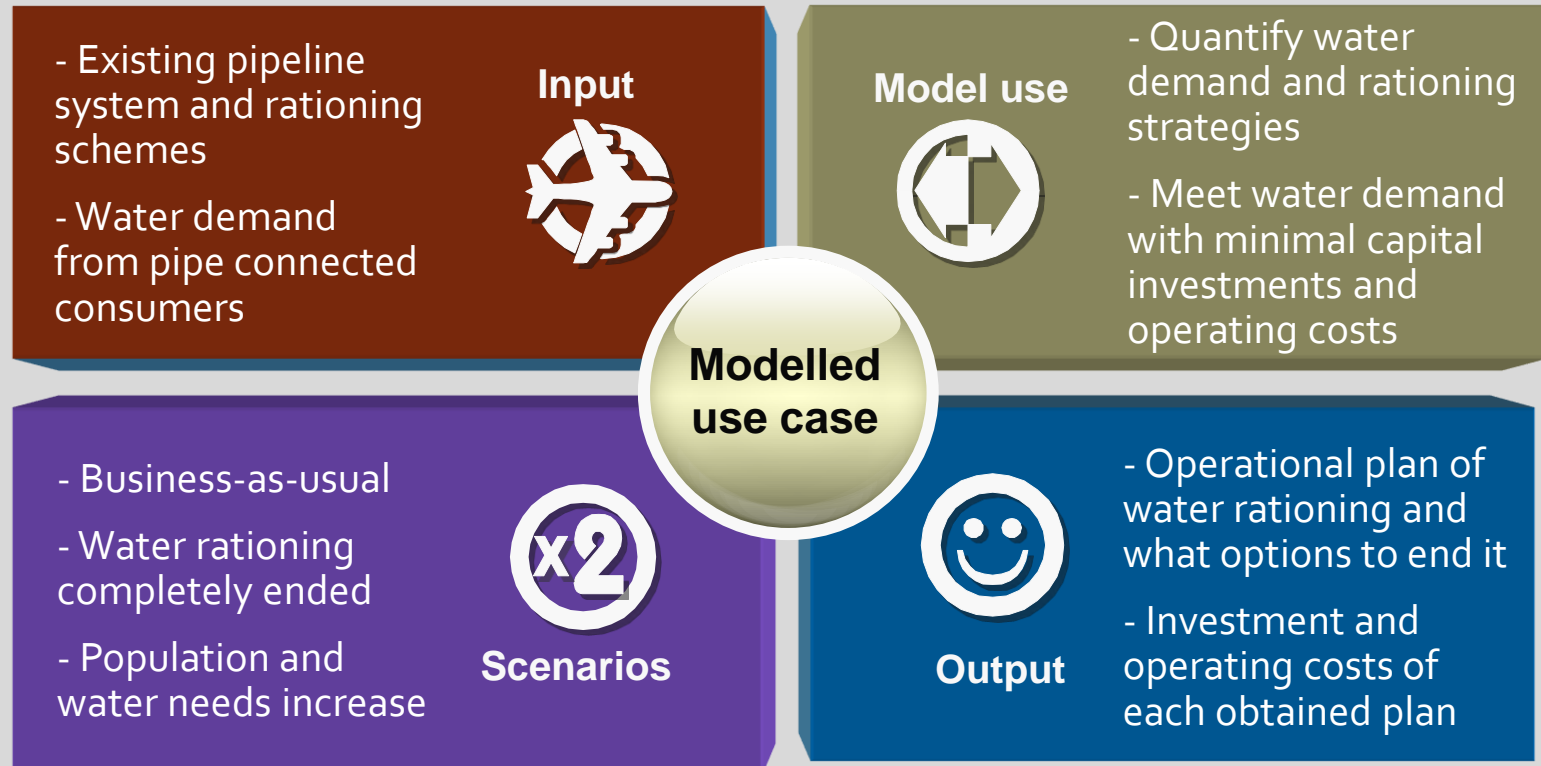 - Existing pipeline
system and rationing
schemes
- Water demand
from pipe connected
consumers
Input
Model use
- Quantify water
demand and rationing
strategies
- Meet water demand
with minimal capital
investments and
operating costs
Modelled
use case
- Business-as-usual
- Water rationing
completely ended
- Population and
water needs increase
x2
Scenarios
Output
- Operational plan of
water rationing and
what options to end it
- Investment and
operating costs of
each obtained plan